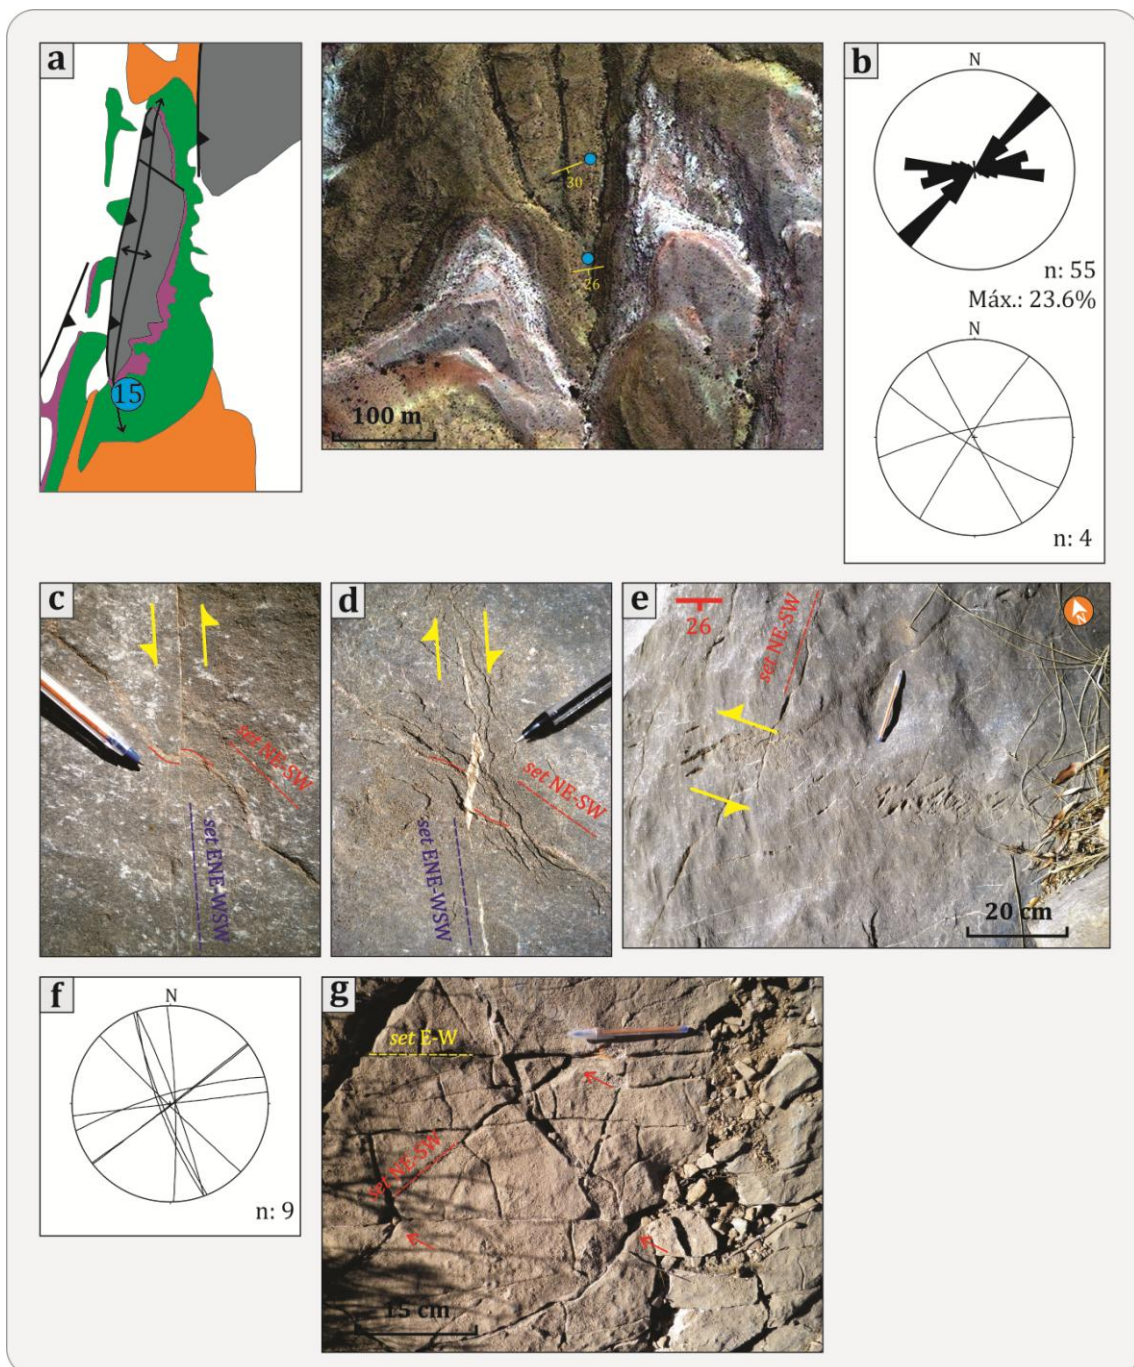 a
15
30
26
100 m
b
N
n: 55
Máx.: 23.6%
N
n: 4
c
set NE-SW
set ENE-WSW
d
set NE-SW
set ENE-WSW
e
26
set NE-SW
N
20 cm
f
N
n: 9
g
set E-W
set NE-SW
15 cm